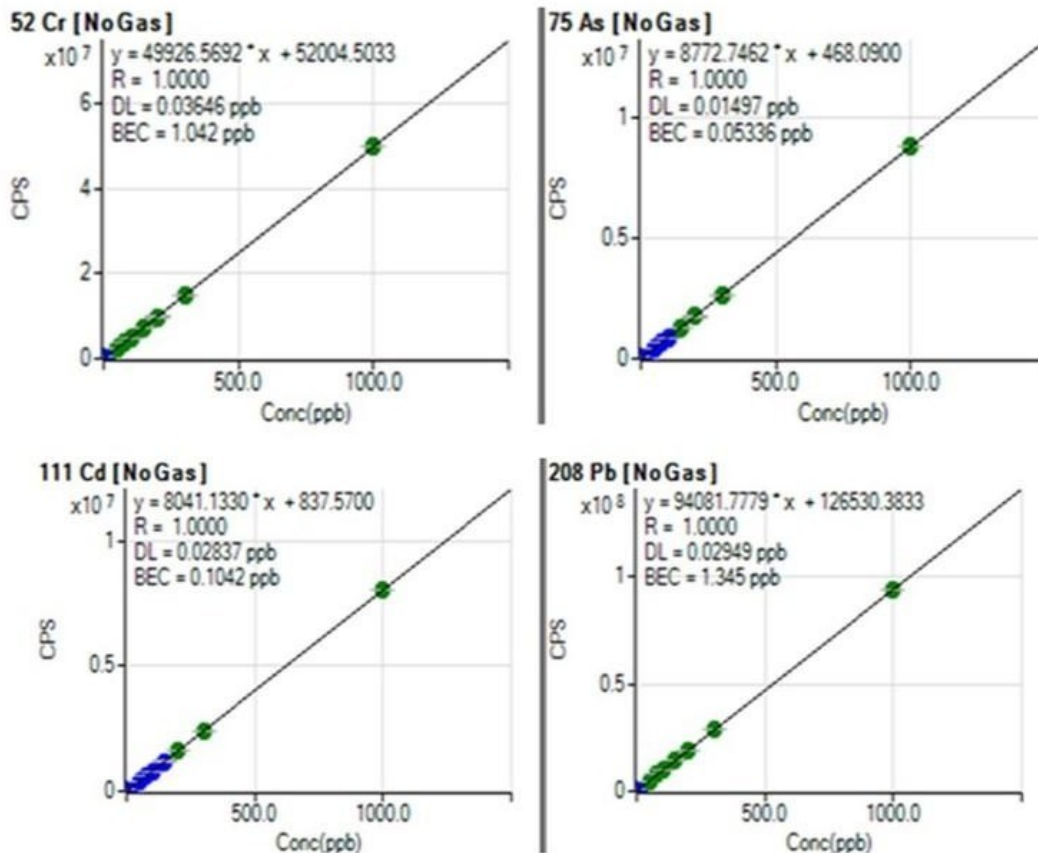 52 Cr [NoGas]
x10 7
y = 49926.5692 * x + 52004.5033
R = 1.0000
DL = 0.03646 ppb
BEC = 1.042 ppb
6
4
2
0
CPS
500.0
1000.0
Conc(ppb)
75 As [NoGas]
x10 7
y = 8772.7462 * x + 468.0900
R = 1.0000
DL = 0.01497 ppb
BEC = 0.05336 ppb
1
0.5
0
CPS
500.0
1000.0
Conc(ppb)
111 Cd [NoGas]
x10 7
y = 8041.1330 * x + 837.5700
R = 1.0000
DL = 0.02837 ppb
BEC = 0.1042 ppb
1
0.5
0
CPS
500.0
1000.0
Conc(ppb)
208 Pb [NoGas]
x10 8
y = 94081.7779 * x + 126530.3833
R = 1.0000
DL = 0.02949 ppb
BEC = 1.345 ppb
1
0.5
0
CPS
500.0
1000.0
Conc(ppb)